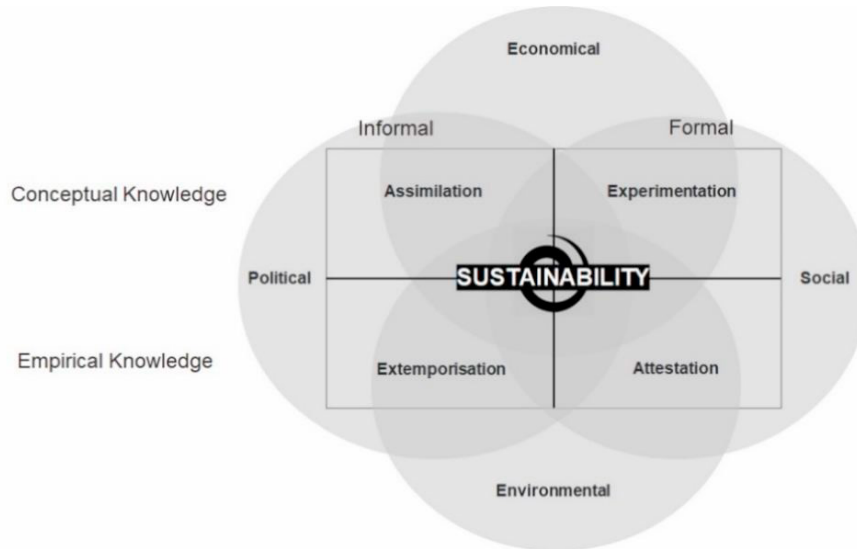 Economical
Informal
Formal
Conceptual Knowledge
Assimilation
Experimentation
Political
SUSTAINABILITY
Social
Empirical Knowledge
Extemporisation
Attestation
Environmental